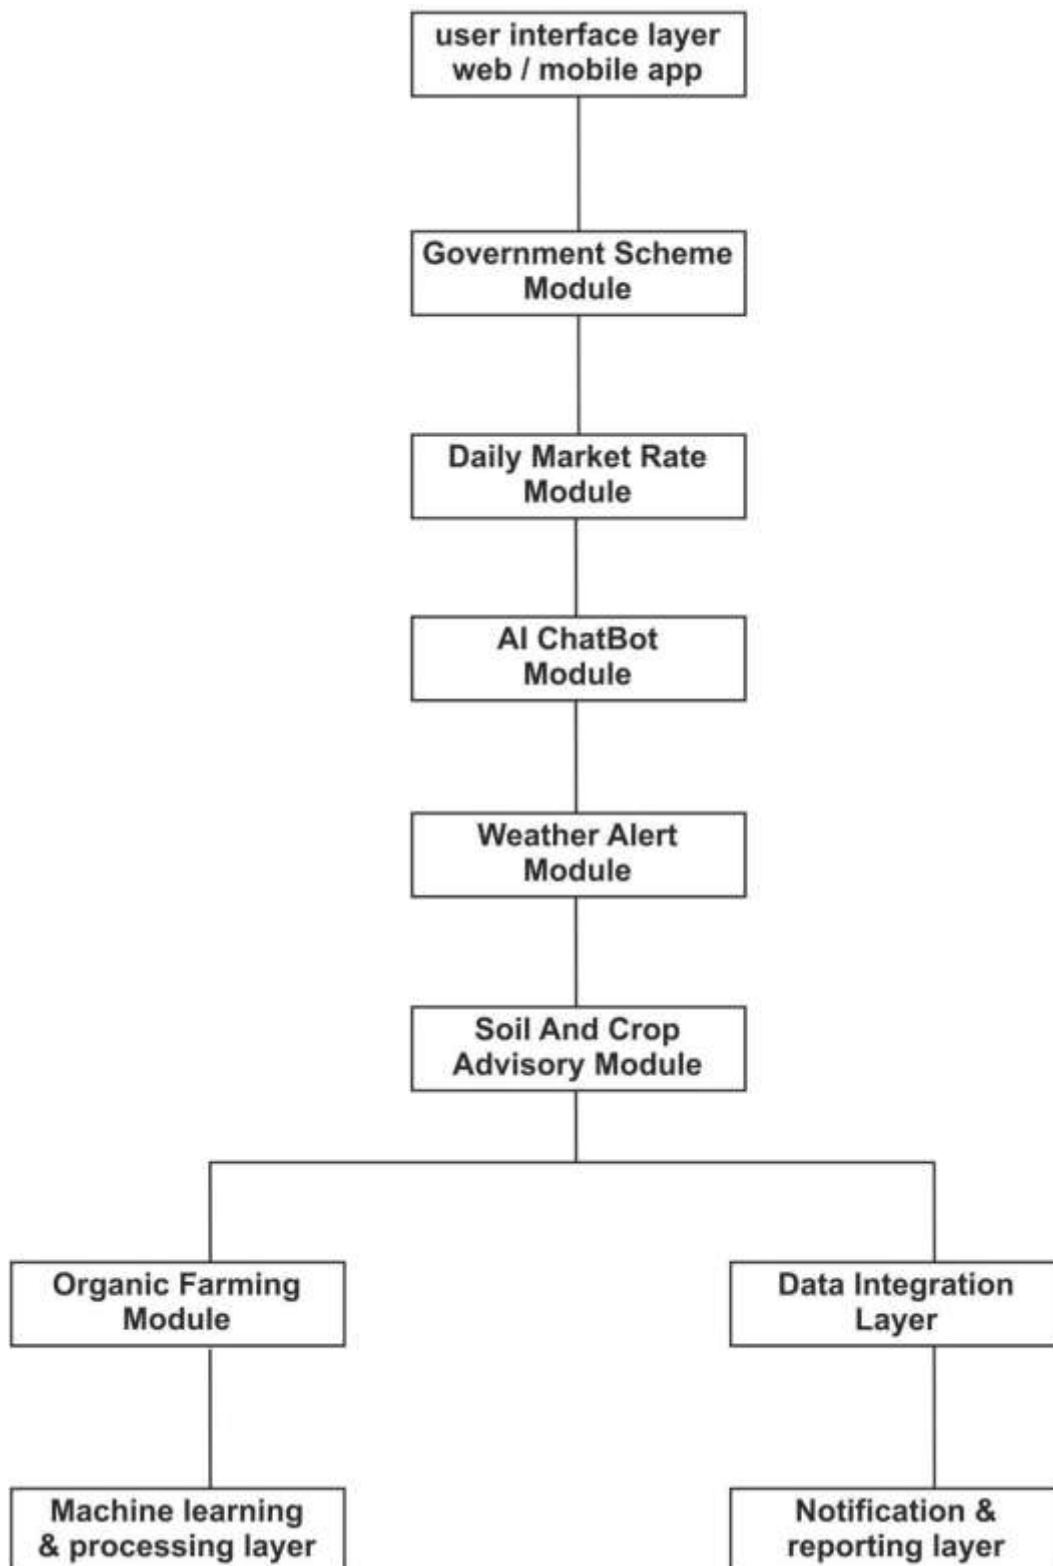 user interface layer
web / mobile app
Government Scheme
Module
Daily Market Rate
Module
AI ChatBot
Module
Weather Alert
Module
Soil And Crop
Advisory Module
Organic Farming
Module
Data Integration
Layer
Machine learning
& processing layer
Notification &
reporting layer